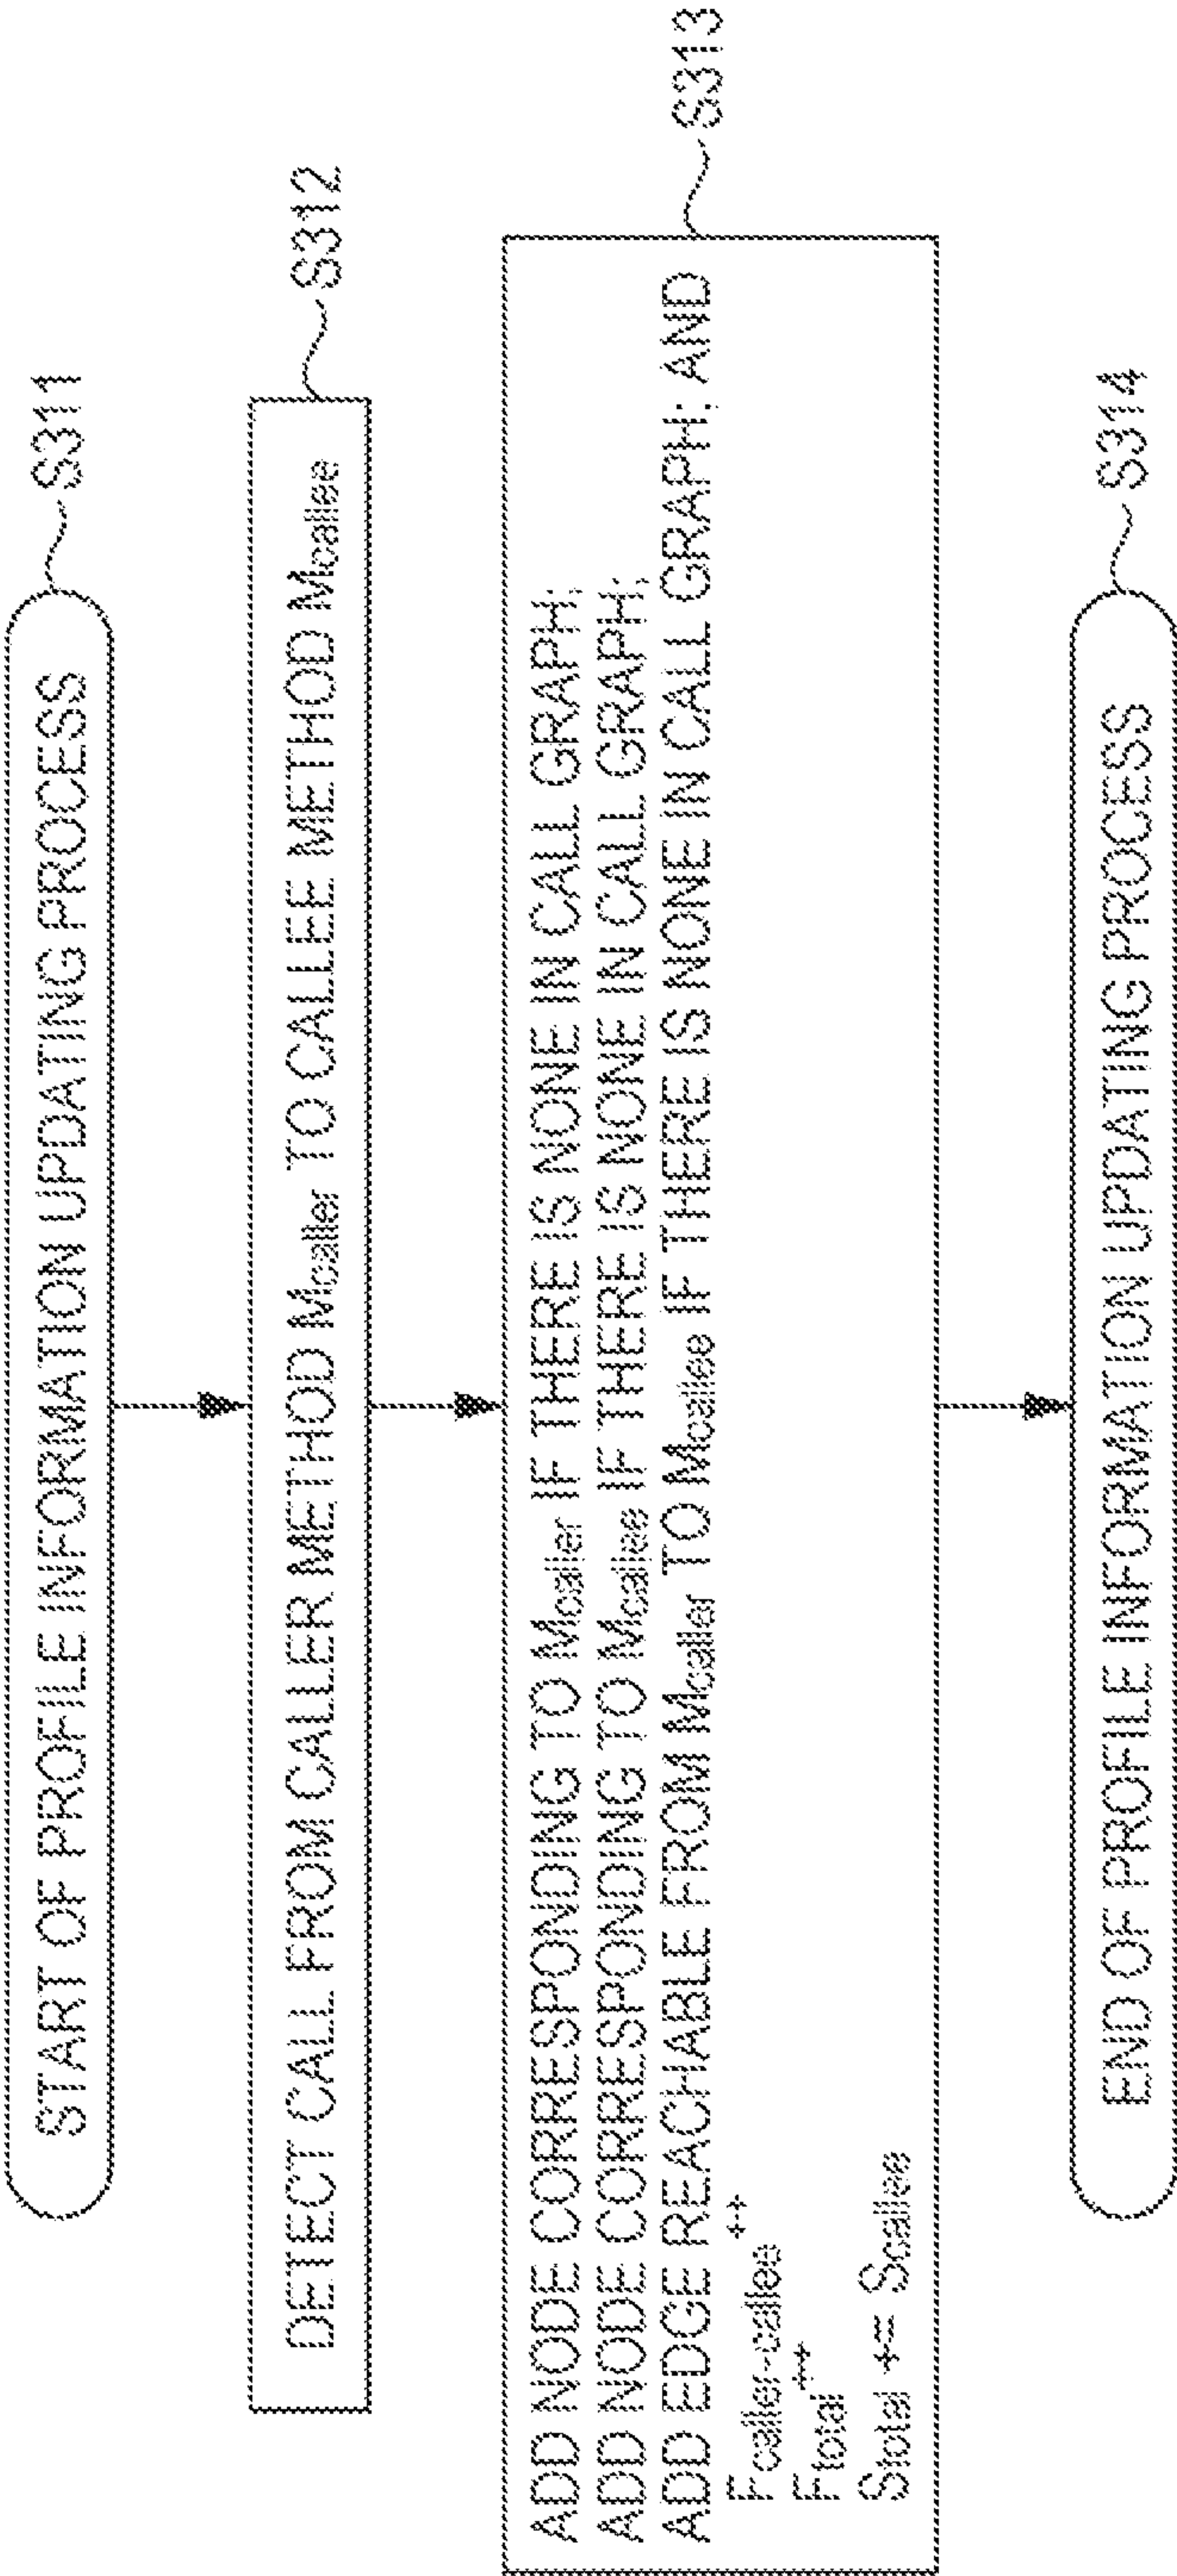 START OF PROFILE INFORMATION UPDATING PROCESS
S311
DETECT CALL FROM CALLER METHOD Mcaller TO CALLEE METHOD Mcallee
S312
ADD NODE CORRESPONDING TO Mcaller IF THERE IS NONE IN CALL GRAPH;
ADD NODE CORRESPONDING TO Mcallee IF THERE IS NONE IN CALL GRAPH;
ADD EDGE REACHABLE FROM Mcaller TO Mcallee IF THERE IS NONE IN CALL GRAPH; AND
Fcaller-callee++
Ftotal++
Stotal += Scallee
S313
END OF PROFILE INFORMATION UPDATING PROCESS
S314